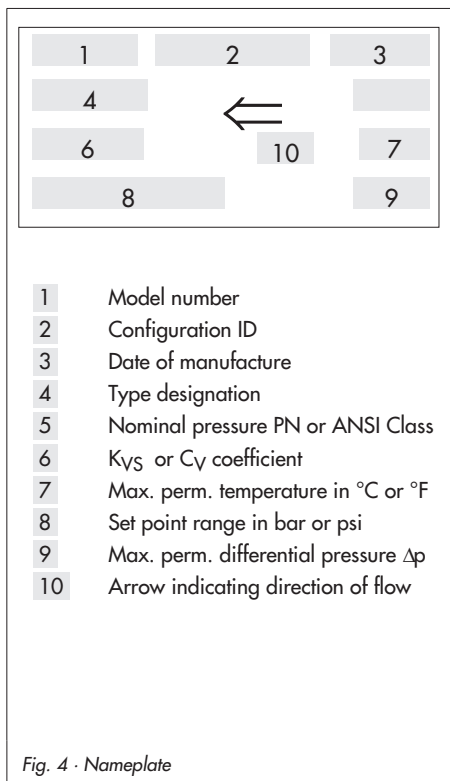 1 2 3
4
6 10 7
8 9
1 Model number
2 Configuration ID
3 Date of manufacture
4 Type designation
5 Nominal pressure PN or ANSI Class
6 KVS or CV coefficient
7 Max. perm. temperature in °C or °F
8 Set point range in bar or psi
9 Max. perm. differential pressure Δp
10 Arrow indicating direction of flow
Fig. 4 · Nameplate